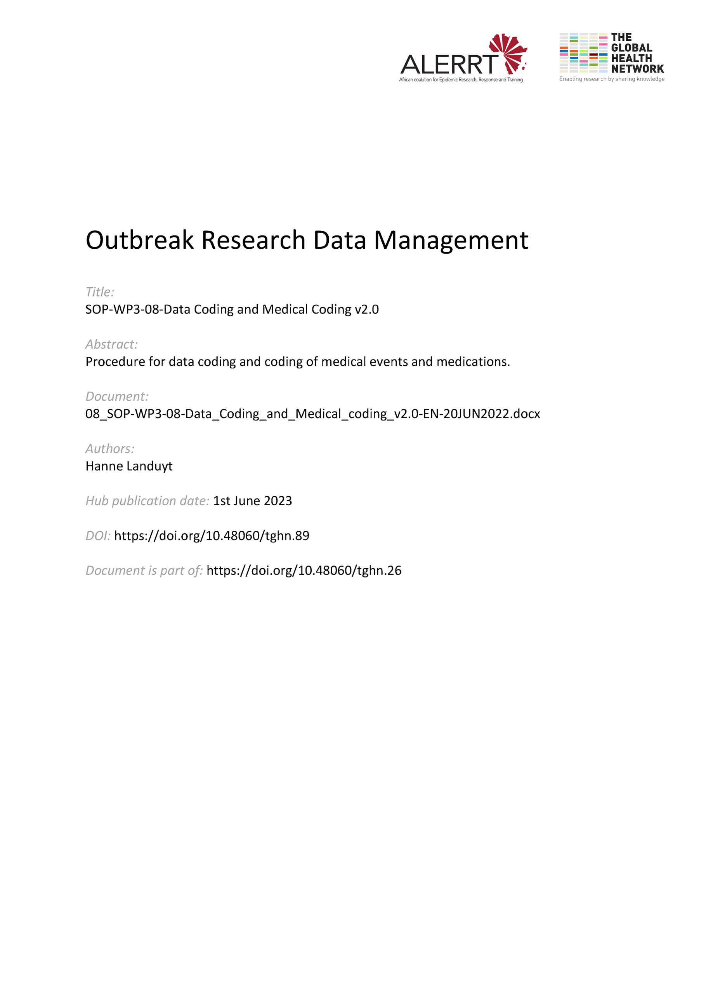 ALERRT
African coaLition for Epidemic Research, Response and Training
THE
GLOBAL
HEALTH
NETWORK
Enabling research by sharing knowledge
Outbreak Research Data Management
Title:
SOP-WP3-08-Data Coding and Medical Coding v2.0
Abstract:
Procedure for data coding and coding of medical events and medications.
Document:
08_SOP-WP3-08-Data_Coding_and_Medical_coding_v2.0-EN-20JUN2022.docx
Authors:
Hanne Landuyt
Hub publication date: 1st June 2023
DOI: https://doi.org/10.48060/tghn.89
Document is part of: https://doi.org/10.48060/tghn.26